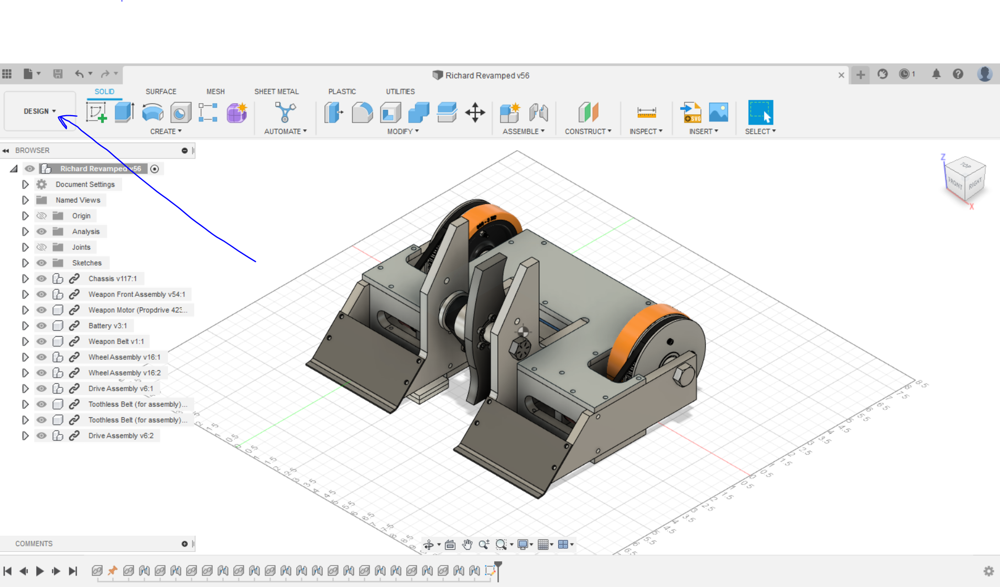 Richard Revamped v56
1
SOLID SURFACE MESH SHEET METAL PLASTIC UTILITIES
DESIGN
SVG
CREATE AUTOMATE MODIFY ASSEMBLE CONSTRUCT INSPECT INSERT SELECT
BROWSER
Richard Revamped v56
Document Settings
Named Views
Origin
Analysis
Joints
Sketches
Chassis v117:1
Weapon Front Assembly v54:1
Weapon Motor (Propdrive 423...
Battery v3:1
Weapon Belt v1:1
Wheel Assembly v16:1
Wheel Assembly v16:2
Drive Assembly v6:1
Toothless Belt (for assembly)...
Toothless Belt (for assembly)...
Drive Assembly v6:2
Z
TOP
FRONT RIGHT
X
COMMENTS